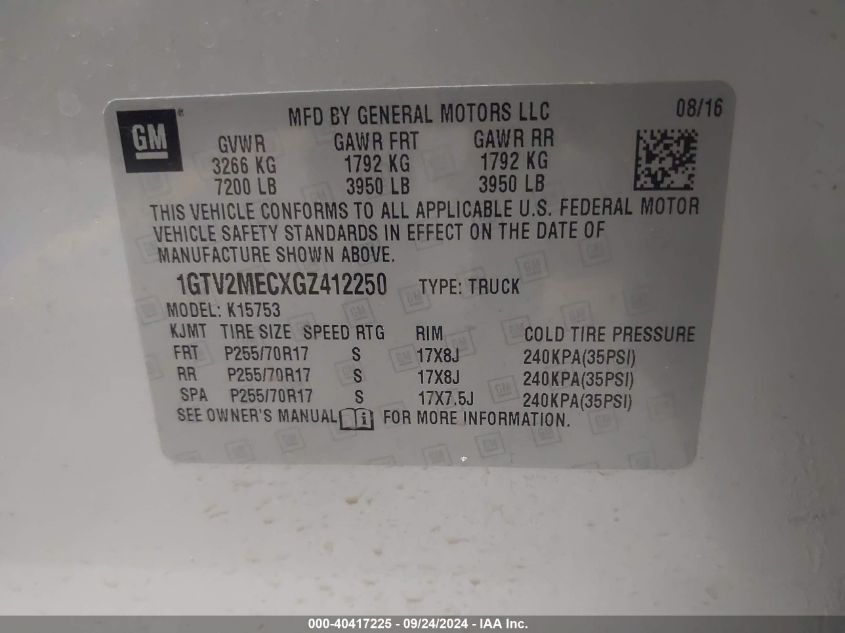 GM
MFD BY GENERAL MOTORS LLC 08/16
GVWR GAWR FRT GAWR RR
3266 KG 1792 KG 1792 KG
7200 LB 3950 LB 3950 LB
THIS VEHICLE CONFORMS TO ALL APPLICABLE U.S. FEDERAL MOTOR
VEHICLE SAFETY STANDARDS IN EFFECT ON THE DATE OF
MANUFACTURE SHOWN ABOVE.
1GTV2MECXGZ412250 TYPE: TRUCK
MODEL: K15753
KJMT TIRE SIZE SPEED RTG RIM COLD TIRE PRESSURE
FRT P255/70R17 S 17X8J 240KPA(35PSI)
RR P255/70R17 S 17X8J 240KPA(35PSI)
SPA P255/70R17 S 17X7.5J 240KPA(35PSI)
SEE OWNER'S MANUAL i FOR MORE INFORMATION.
000-40417225 - 09/24/2024 - IAA Inc.